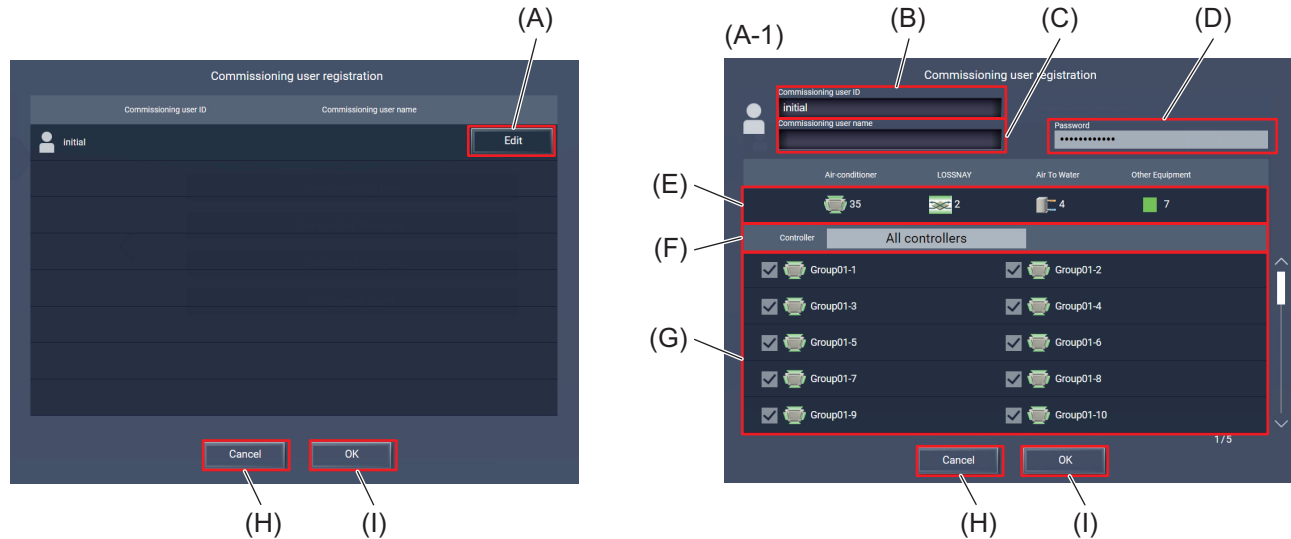 (A)
Commissioning user registration
Commissioning user ID Commissioning user name
initial Edit
Cancel OK
(H) (I)
(A-1) (B) (C) (D)
Commissioning user registration
Commissioning user ID
initial
Commissioning user name
Password
••••••••••••
Air-conditioner LOSSNAY Air To Water Other Equipment
(E) 35 2 4 7
(F) Controller All controllers
Group01-1 Group01-2
Group01-3 Group01-4
(G) Group01-5 Group01-6
Group01-7 Group01-8
Group01-9 Group01-10
1/5
Cancel OK
(H) (I)